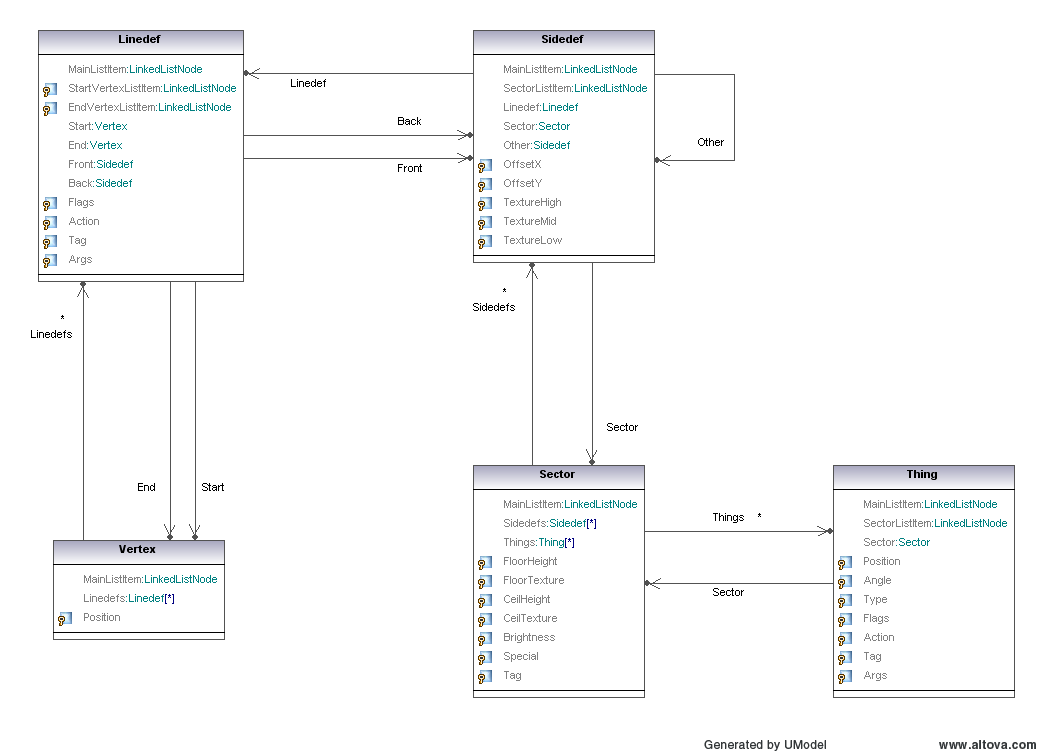 Linedef
MainListItem:LinkedListNode
StartVertexListItem:LinkedListNode
EndVertexListItem:LinkedListNode
Start:Vertex
End:Vertex
Front:Sidedef
Back:Sidedef
Flags
Action
Tag
Args
Linedef
Back
Front
Sidedef
MainListItem:LinkedListNode
SectorListItem:LinkedListNode
Linedef:Linedef
Sector:Sector
Other:Sidedef
OffsetX
OffsetY
TextureHigh
TextureMid
TextureLow
Other
*
Linedefs
End
Start
*
Sidedefs
Sector
Vertex
MainListItem:LinkedListNode
Linedefs:Linedef[*]
Position
Sector
MainListItem:LinkedListNode
Sidedefs:Sidedef[*]
Things:Thing[*]
FloorHeight
FloorTexture
CeilHeight
CeilTexture
Brightness
Special
Tag
Things *
Sector
Thing
MainListItem:LinkedListNode
SectorListItem:LinkedListNode
Sector:Sector
Position
Angle
Type
Flags
Action
Tag
Args
Generated by UModel
www.altova.com